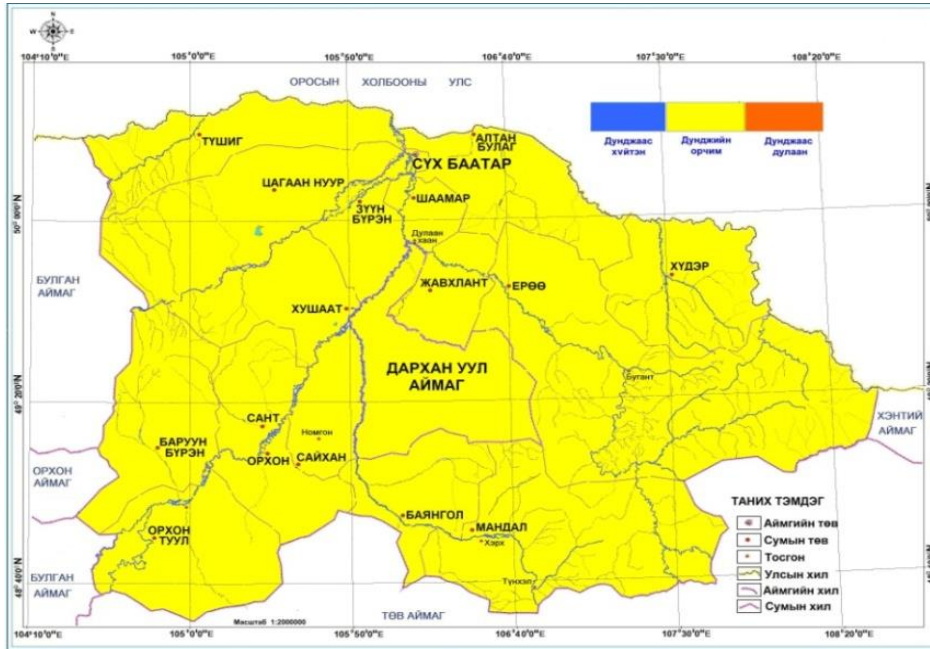 N
W
E
S
104°10'0"E
105°0'0"E
105°50'0"E
106°40'0"E
107°30'0"E
108°20'0"E
ОРОСЫН ХОЛБООНЫ УЛС
Дунджаас
хүйтэн
Дунджийн
орчим
Дунджаас
дулаан
ТҮШИГ
АЛТАН
БУЛАГ
СҮХ БААТАР
ЦАГААН НУУР
ШААМАР
ЗҮҮН
БҮРЭН
50°0'0"N
Дулаан
хаан
ХҮДЭР
БУЛГАН
АЙМАГ
ЖАВХЛАНТ
ЕРӨӨ
ХУШААТ
ДАРХАН УУЛ
АЙМАГ
Бугант
49°20'0"N
САНТ
Номгон
ХЭНТИЙ
АЙМАГ
БАРУУН
БҮРЭН
ОРХОН
САЙХАН
ОРХОН
АЙМАГ
ТАНИХ ТЭМДЭГ
Аймгийн төв
Сумын төв
Тосгон
Улсын хил
Аймгийн хил
Сумын хил
БАЯНГОЛ
МАНДАЛ
Хэрх
ОРХОН
ТУУЛ
Түнхэл
48°40'0"N
БУЛГАН
АЙМАГ
ТӨВ АЙМАГ
Масштаб 1:2000000
104°10'0"E
105°0'0"E
105°50'0"E
106°40'0"E
107°30'0"E
108°20'0"E